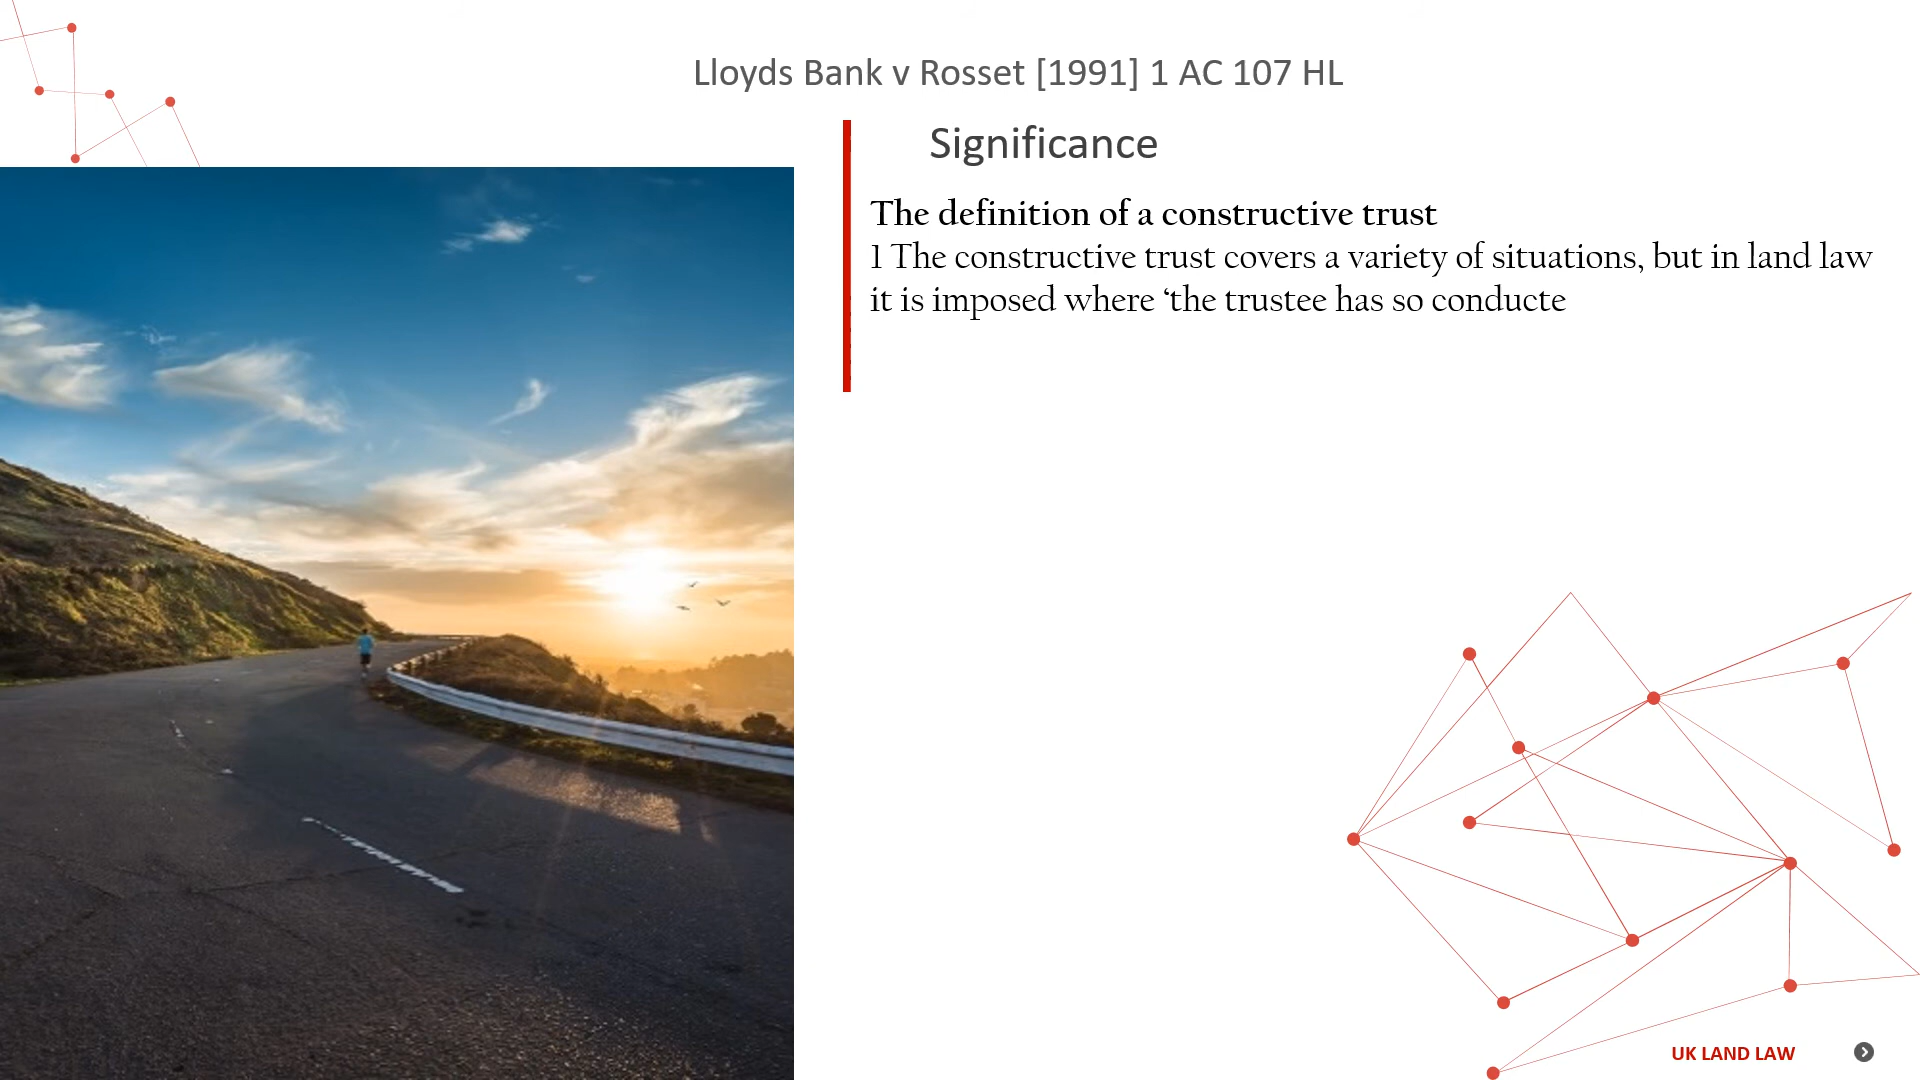 Lloyds Bank v Rosset [1991] 1 AC 107 HL
Significance
The definition of a constructive trust
1 The constructive trust covers a variety of situations, but in land law
it is imposed where ‘the trustee has so conducte
UK LAND LAW